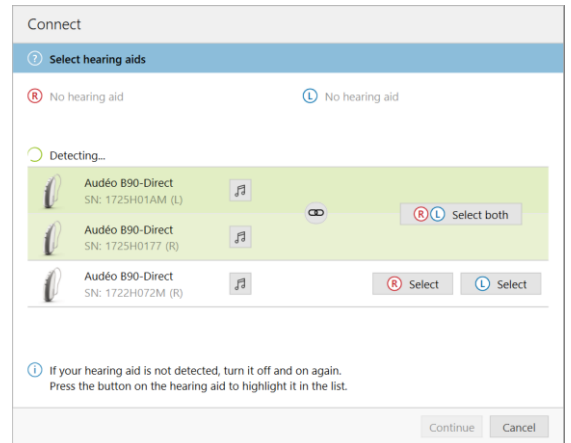 Connect
? Select hearing aids
R No hearing aid
L No hearing aid
Detecting...
Audéo B90-Direct
SN: 1725H01AM (L)
R L Select both
Audéo B90-Direct
SN: 1725H0177 (R)
Audéo B90-Direct
SN: 1722H072M (R)
R Select
L Select
i If your hearing aid is not detected, turn it off and on again.
Press the button on the hearing aid to highlight it in the list.
Continue
Cancel